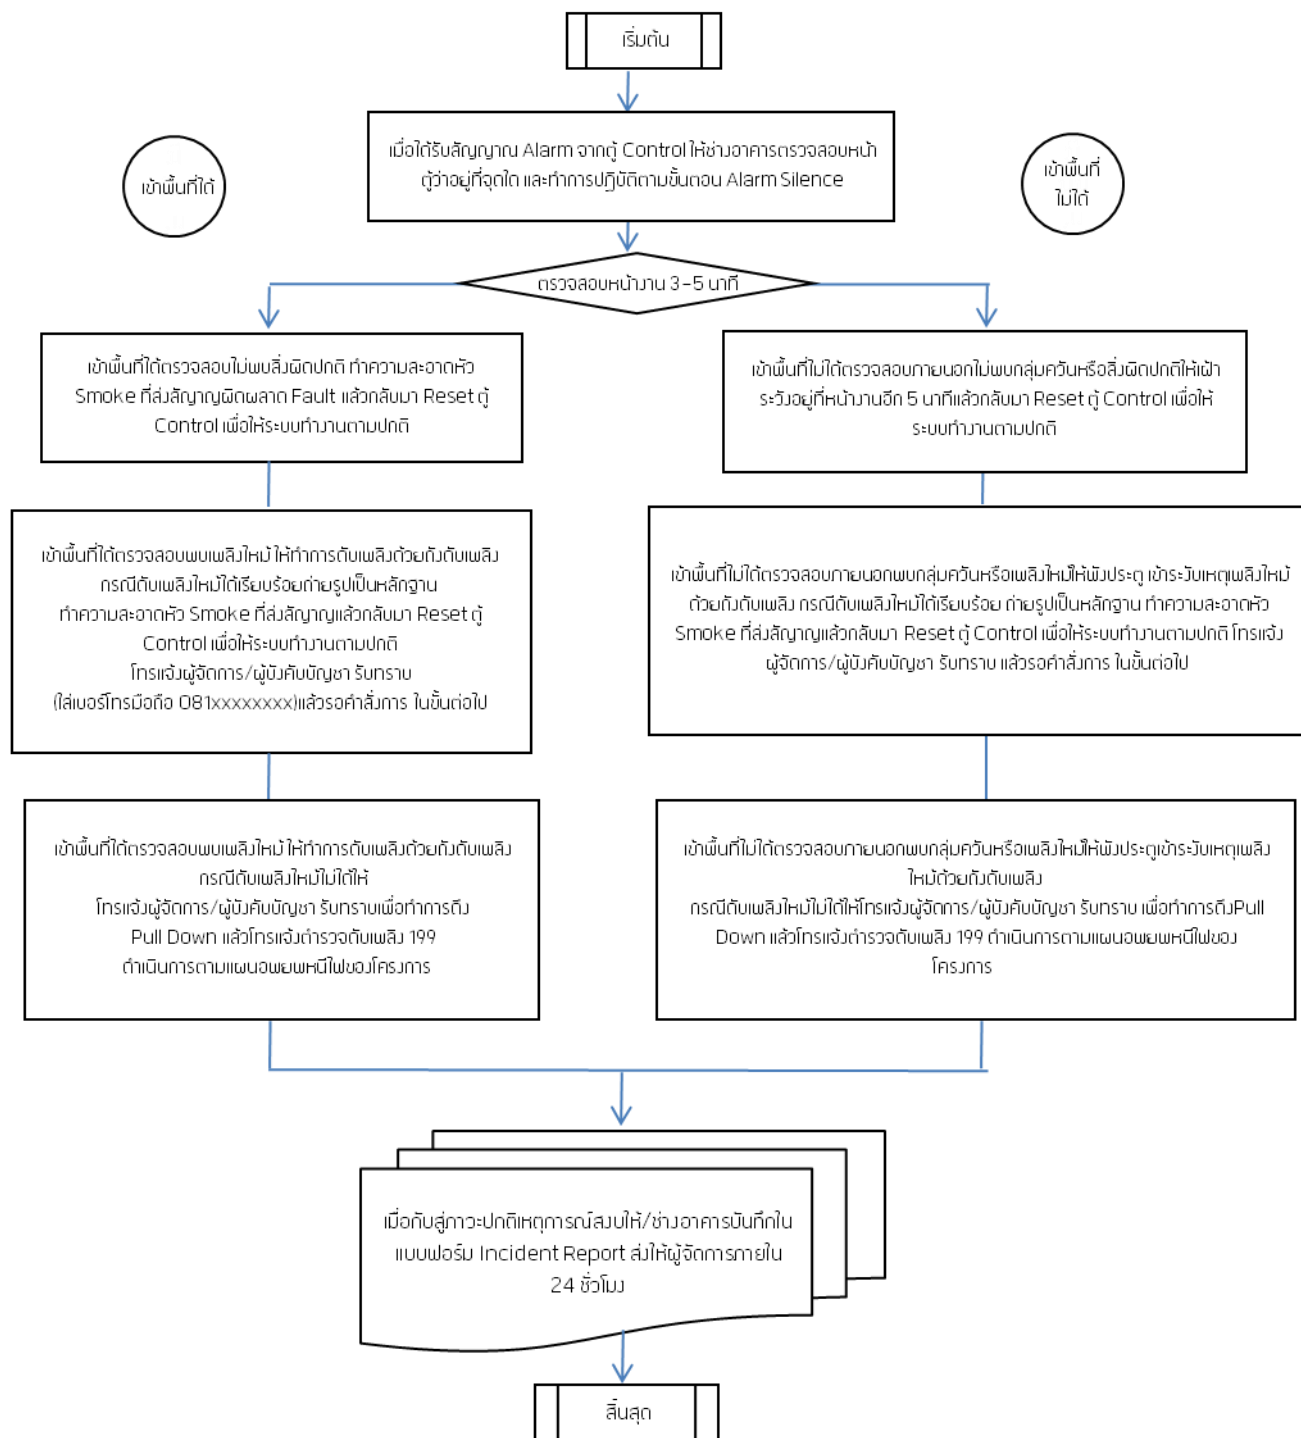 เริ่มต้น
เมื่อได้รับสัญญาณ Alarm จากตู้ Control ให้ช่างอาคารตรวจสอบหน้า
ตู้ว่าอยู่ที่จุดใด และทำการปฏิบัติตามขั้นตอน Alarm Silence
เข้าพื้นที่ได้
เข้าพื้นที่
ไม่ได้
ตรวจสอบหน้างาน 3-5 นาที
เข้าพื้นที่ได้ตรวจสอบไม่พบสิ่งผิดปกติ ทำความสะอาดหัว
Smoke ที่ส่งสัญาญผิดผลาด Fault แล้วกลับมา Reset ตู้
Control เพื่อให้ระบบทำงานตามปกติ
เข้าพื้นที่ไม่ได้ตรวจสอบภายนอกไม่พบกลุ่มควันหรือสิ่งผิดปกติให้เฝ้า
ระวังอยู่ที่หน้างานอีก 5 นาทีแล้วกลับมา Reset ตู้ Control เพื่อให้
ระบบทำงานตามปกติ
เข้าพื้นที่ได้ตรวจสอบพบเพลิงไหม้ ให้ทำการดับเพลิงด้วยถังดับเพลิง
กรณีดับเพลิงไหม้ได้เรียบร้อยถ่ายรูปเป็นหลักฐาน
ทำความสะอาดหัว Smoke ที่ส่งสัญาญแล้วกลับมา Reset ตู้
Control เพื่อให้ระบบทำงานตามปกติ
โทรแจ้งผู้จัดการ/ผู้บังคับบัญชา รับทราบ
(ใส่เบอร์โทรมือถือ 081xxxxxxxx)แล้วรอคำสั่งการ ในขั้นต่อไป
เข้าพื้นที่ไม่ได้ตรวจสอบภายนอกพบกลุ่มควันหรือเพลิงไหม้ให้พังประตู เข้าระงับเหตุเพลิงไหม้
ด้วยถังดับเพลิง กรณีดับเพลิงไหม้ได้เรียบร้อย ถ่ายรูปเป็นหลักฐาน ทำความสะอาดหัว
Smoke ที่ส่งสัญาญแล้วกลับมา Reset ตู้ Control เพื่อให้ระบบทำงานตามปกติ โทรแจ้ง
ผู้จัดการ/ผู้บังคับบัญชา รับทราบ แล้วรอคำสั่งการ ในขั้นต่อไป
เข้าพื้นที่ได้ตรวจสอบพบเพลิงไหม้ ให้ทำการดับเพลิงด้วยถังดับเพลิง
กรณีดับเพลิงไหม้ไม่ได้ให้
โทรแจ้งผู้จัดการ/ผู้บังคับบัญชา รับทราบเพื่อทำการดึง
Pull Down แล้วโทรแจ้งตำรวจดับเพลิง 199
ดำเนินการตามแผนอพยพหนีไฟของโครงการ
เข้าพื้นที่ไม่ได้ตรวจสอบภายนอกพบกลุ่มควันหรือเพลิงไหม้ให้พังประตูเข้าระงับเหตุเพลิง
ไหม้ด้วยถังดับเพลิง
กรณีดับเพลิงไหม้ไม่ได้ให้โทรแจ้งผู้จัดการ/ผู้บังคับบัญชา รับทราบ เพื่อทำการดึงPull
Down แล้วโทรแจ้งตำรวจดับเพลิง 199 ดำเนินการตามแผนอพยพหนีไฟของ
โครงการ
เมื่อกับสู่ภาวะปกติเหตุการณ์สงบให้/ช่างอาคารบันทึกใน
แบบฟอร์ม Incident Report ส่งให้ผู้จัดการภายใน
24 ชั่วโมง
สิ้นสุด